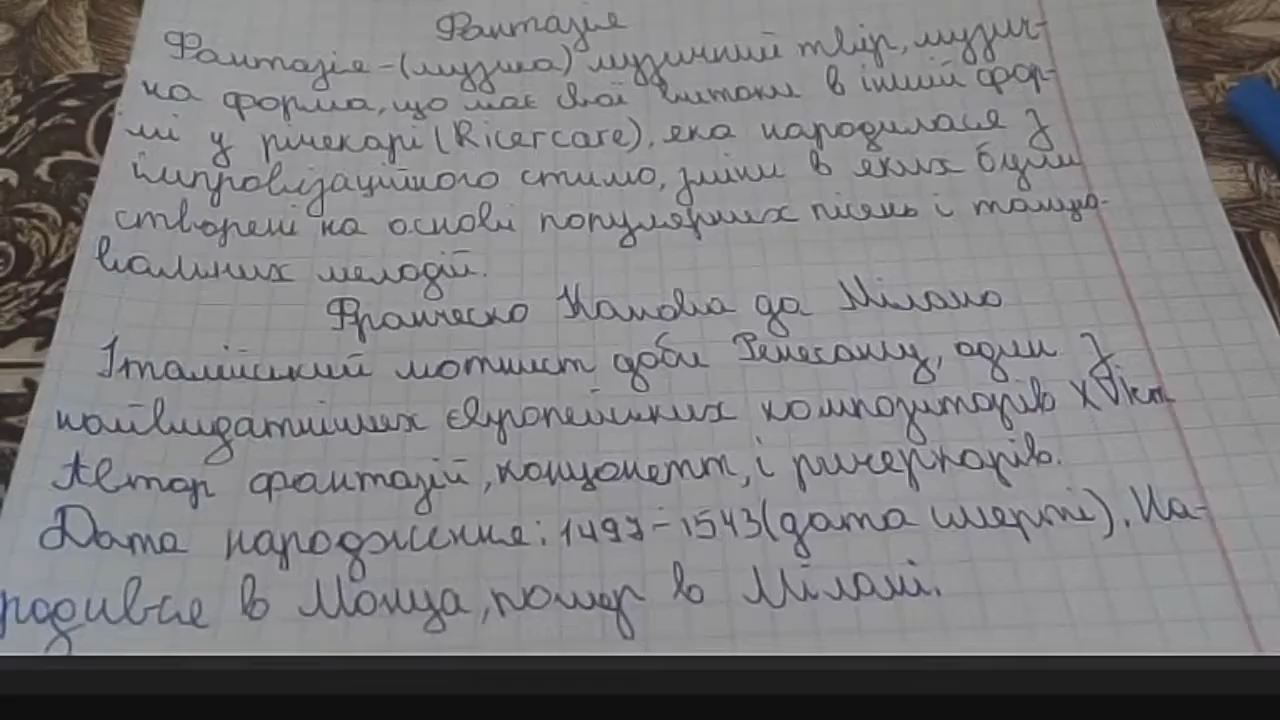 Фантазія
Фантазія - (музика) музичний твір, музич-
на форма, що має свої витоки в іншій фор-
мі у річекарі (Ricercare), яка народилася з
імпровізаційного стилю, зміни в яких були
створені на основі популярних пісень і танцю-
вальних мелодій.
Франческо Канова да Мілано
Італійський лютніст доби Ренесансу, один з
найвидатніших європейських композиторів XVI ст.
Автор фантазій, канцонетт, і річеркарів.
Дата народження: 1497 - 1543 (дата смерті). На-
родився в Монца, помер в Мілані.